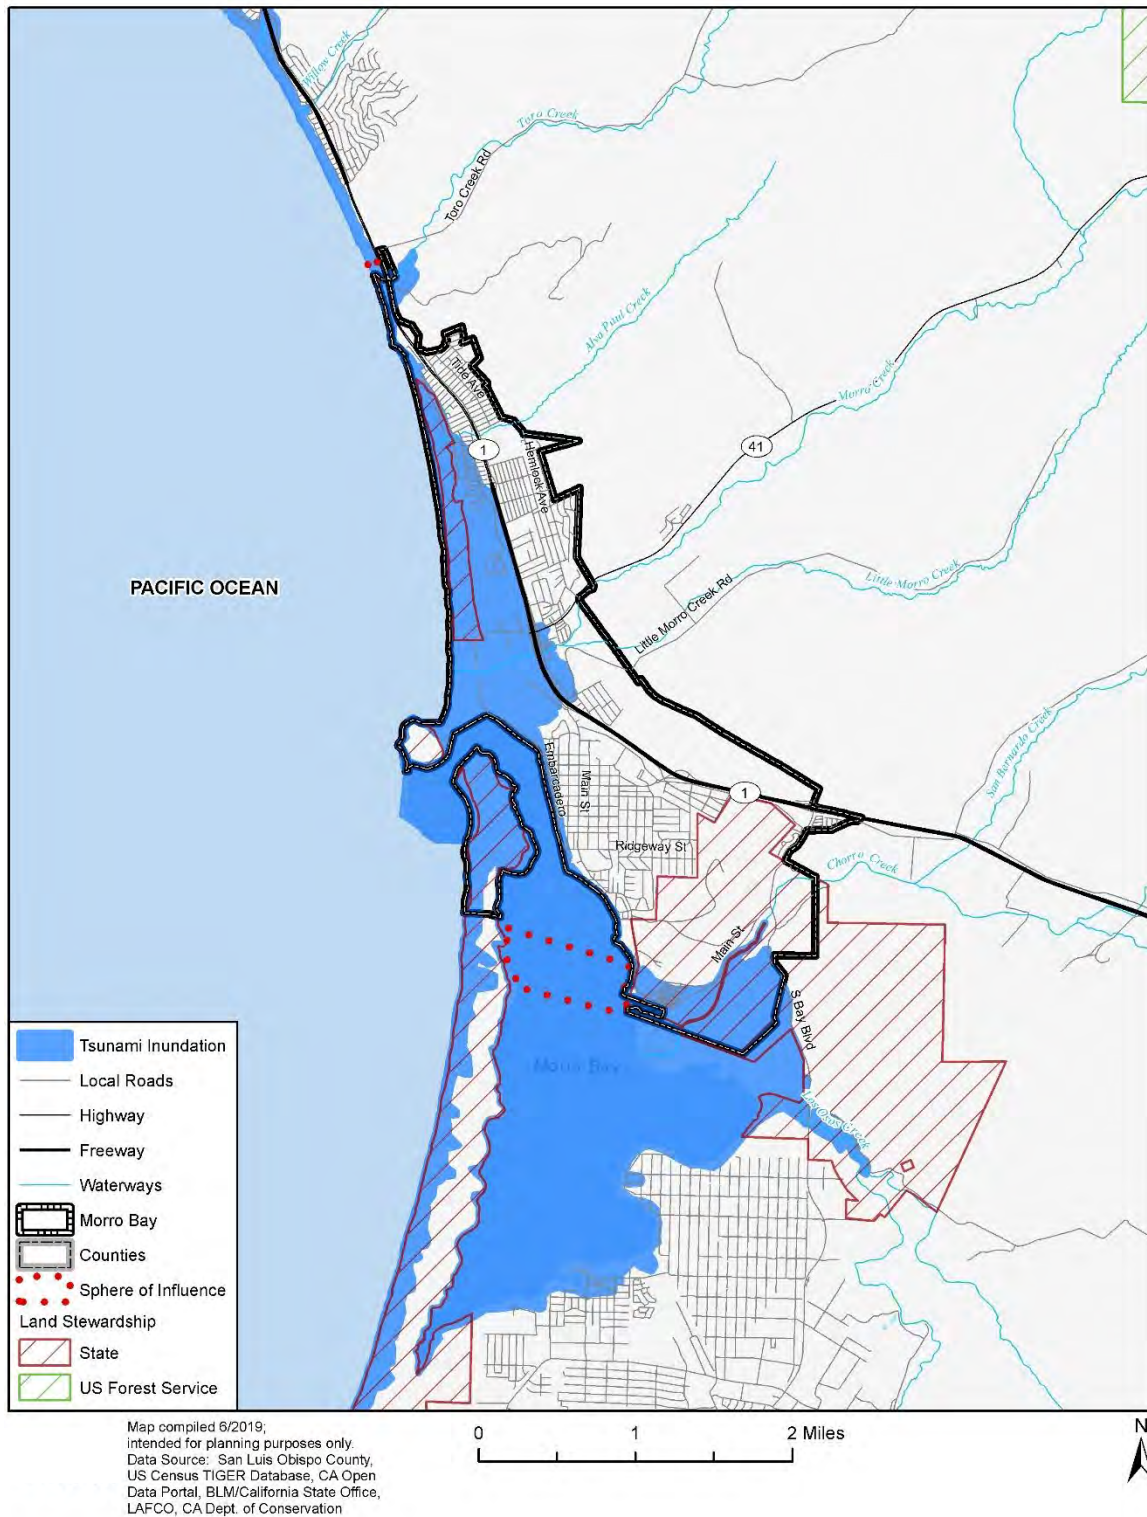 Willow Creek
Toro Creek
Toro Creek Rd
Alva Paul Creek
Tide Ave
Morro Creek
1
41
Hemlock Ave
PACIFIC OCEAN
Little Morro Creek
Little Morro Creek Rd
San Bernardo Creek
Embarcadero
Main St
1
Ridgeway St
Chorro Creek
Main St
S Bay Blvd
Morro Bay
Los Osos Creek
Tsunami Inundation
Local Roads
Highway
Freeway
Waterways
Morro Bay
Counties
Sphere of Influence
Land Stewardship
State
US Forest Service
Map compiled 6/2019;
intended for planning purposes only.
Data Source: San Luis Obispo County,
US Census TIGER Database, CA Open
Data Portal, BLM/California State Office,
LAFCO, CA Dept. of Conservation
0 1 2 Miles
N